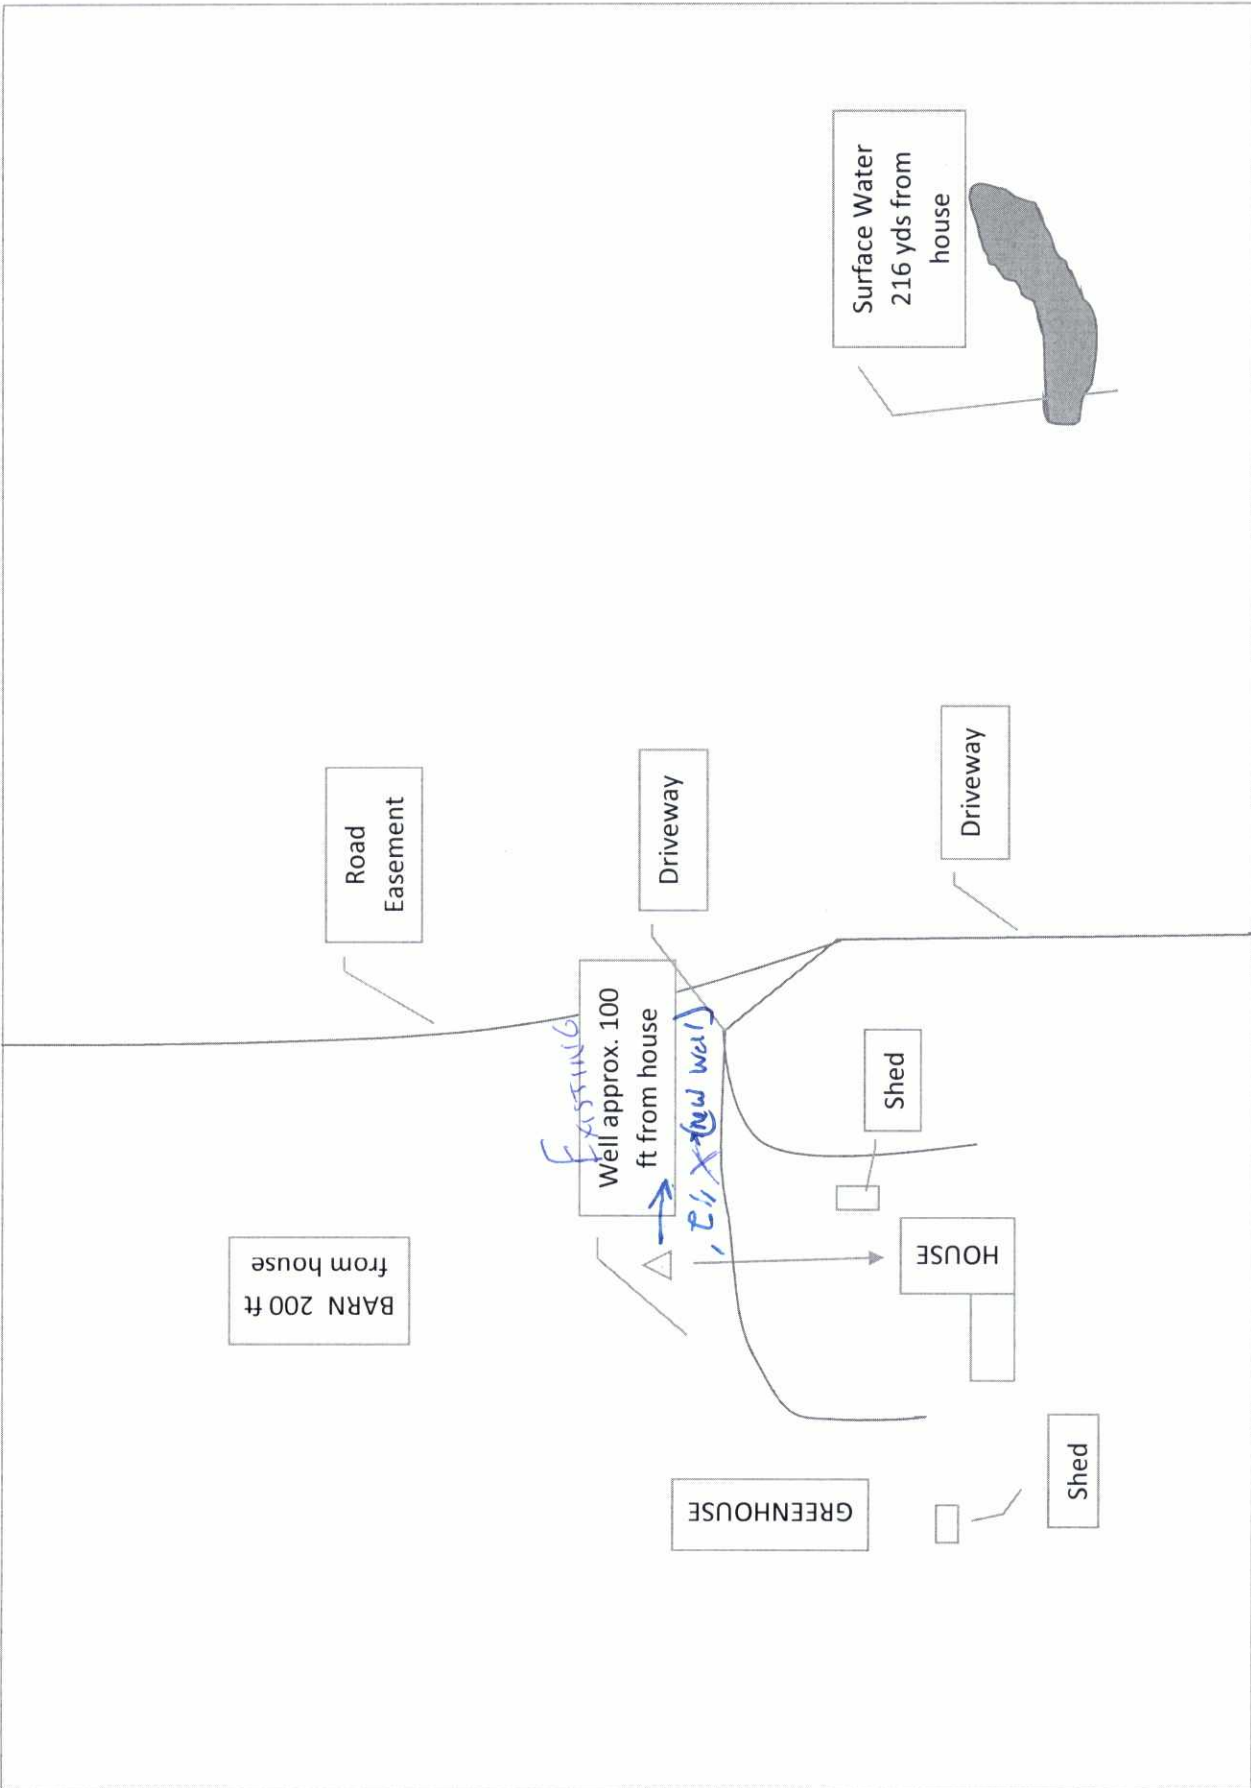 Surface Water
216 yds from
house
Road
Easement
Driveway
Driveway
EXISTING
Well approx. 100
ft from house
X (new well)
Shed
BARN 200 ft
from house
HOUSE
GREENHOUSE
Shed